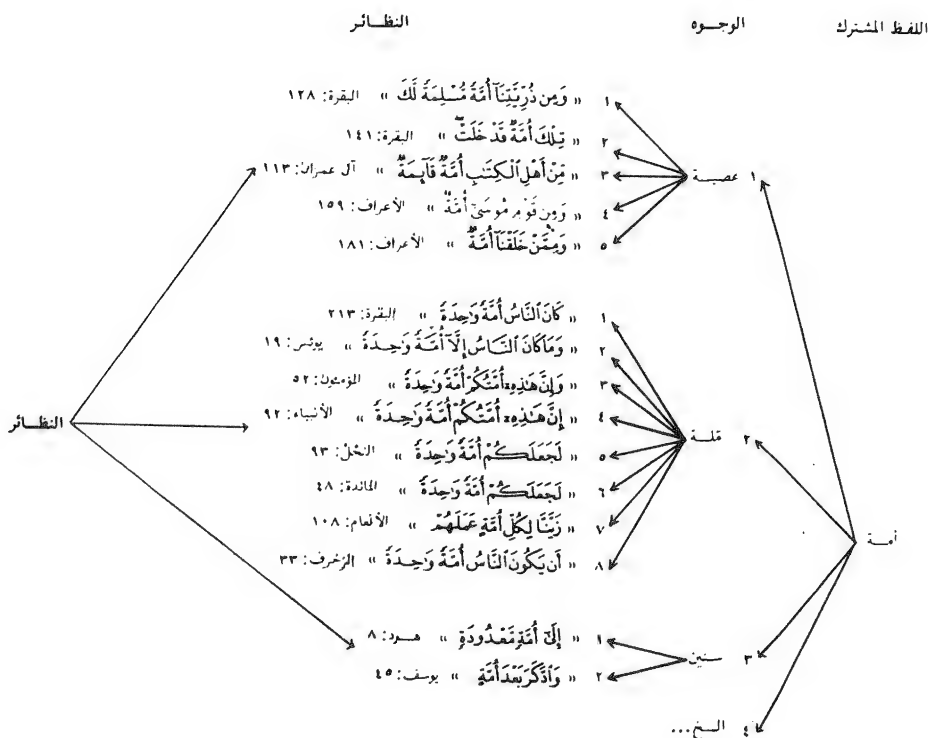 اللفظ المشترك الوجوه النظائر
١ « وَمِن ذُرِّيَّتِنَآ أُمَّةً مُّسْلِمَةً لَّكَ » البقرة: ١٢٨
٢ « تِلْكَ أُمَّةٌ قَدْ خَلَتْ » البقرة: ١٤١
١ عصبة ٣ « مِّنْ أَهْلِ ٱلْكِتَٰبِ أُمَّةٌ قَآئِمَةٌ » آل عمران: ١١٣
٤ « وَمِن قَوْمِ مُوسَىٰٓ أُمَّةٌ » الأعراف: ١٥٩
٥ « وَمِمَّنْ خَلَقْنَآ أُمَّةٌ » الأعراف: ١٨١
١ « كَانَ ٱلنَّاسُ أُمَّةً وَٰحِدَةً » البقرة: ٢١٣
٢ « وَمَا كَانَ ٱلنَّاسُ إِلَّآ أُمَّةً وَٰحِدَةً » يونس: ١٩
٣ « وَإِنَّ هَٰذِهِۦٓ أُمَّتُكُمْ أُمَّةً وَٰحِدَةً » المؤمنون: ٥٢
٢ ملة ٤ « إِنَّ هَٰذِهِۦٓ أُمَّتُكُمْ أُمَّةً وَٰحِدَةً » الأنبياء: ٩٢ النظائر
٥ « لَجَعَلَكُمْ أُمَّةً وَٰحِدَةً » النحل: ٩٣
٦ « لَجَعَلَكُمْ أُمَّةً وَٰحِدَةً » المائدة: ٤٨
٧ « زَيَّنَّا لِكُلِّ أُمَّةٍ عَمَلَهُمْ » الأنعام: ١٠٨
أمة
٨ « أَن يَكُونَ ٱلنَّاسُ أُمَّةً وَٰحِدَةً » الزخرف: ٣٣
١ « إِلَىٰٓ أُمَّةٍ مَّعْدُودَةٍ » هود: ٨
٣ سنين
٢ « وَٱدَّكَرَ بَعْدَ أُمَّةٍ » يوسف: ٤٥
٤ الخ...